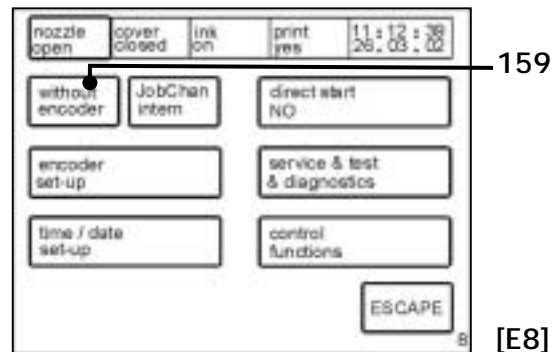 nozzle open
cover closed
ink on
print yes
11:12:38
26.03.02
159
without encoder
JobChan intern
direct start
NO
encoder
set-up
service & test
& diagnostics
time / date
set-up
control
functions
ESCAPE
8
[E8]